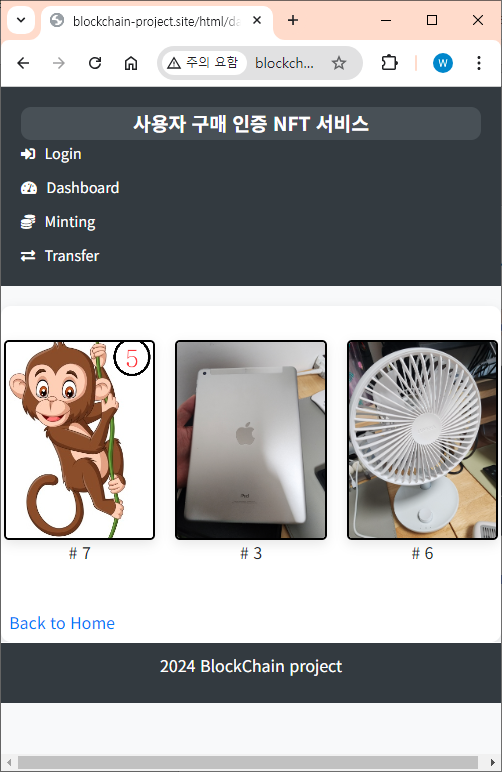 blockchain-project.site/html/da
주의 요함
blockch...
W
사용자 구매 인증 NFT 서비스
Login
Dashboard
Minting
Transfer
5
iPad
# 7
# 3
# 6
Back to Home
2024 BlockChain project